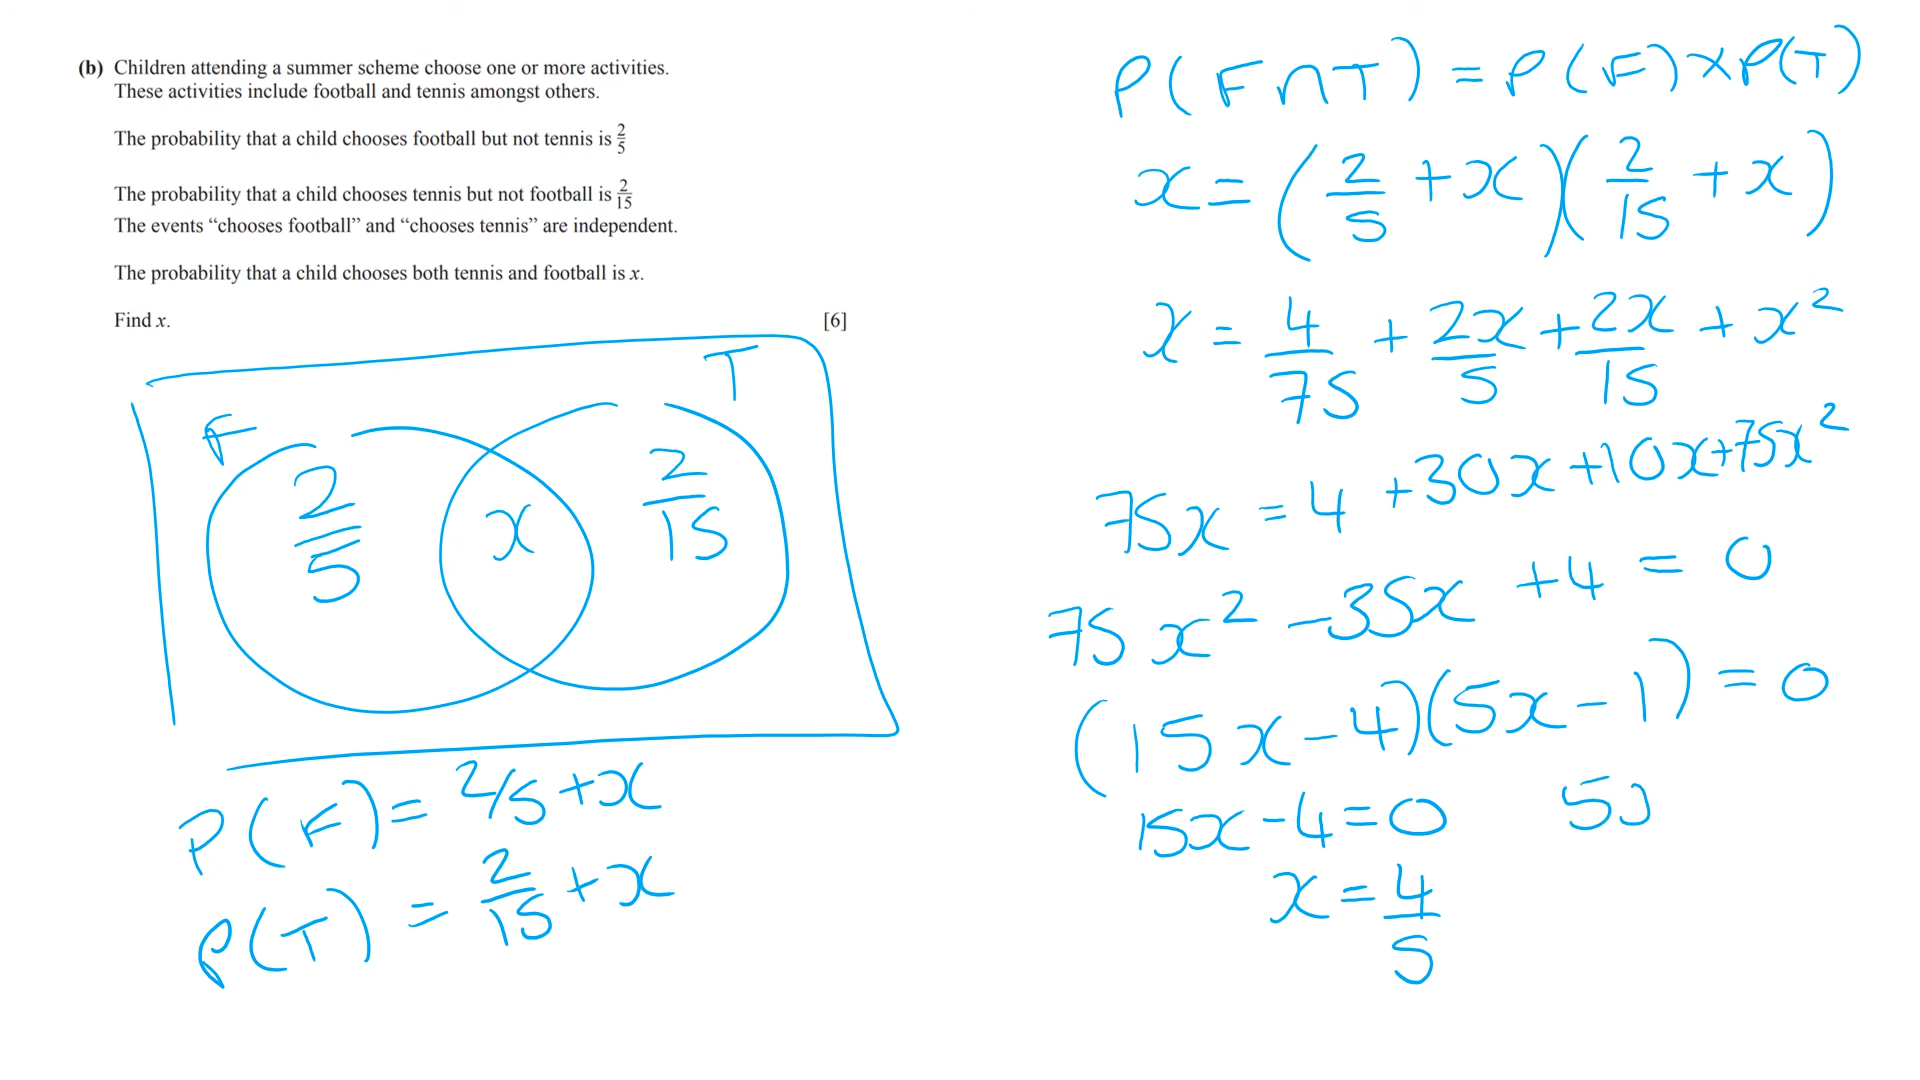 (b) Children attending a summer scheme choose one or more activities.
These activities include football and tennis amongst others.
The probability that a child chooses football but not tennis is 2/5
The probability that a child chooses tennis but not football is 2/15
The events “chooses football” and “chooses tennis” are independent.
The probability that a child chooses both tennis and football is x.
Find x. [6]
F T
2/5 x 2/15
P(F) = 2/5 + x
P(T) = 2/15 + x
P(F∩T) = P(F) x P(T)
x = (2/5 + x)(2/15 + x)
x = 4/75 + 2x/5 + 2x/15 + x²
75x = 4 + 30x + 10x + 75x²
75x² - 35x + 4 = 0
(15x - 4)(5x - 1) = 0
15x - 4 = 0 5
x = 4/5